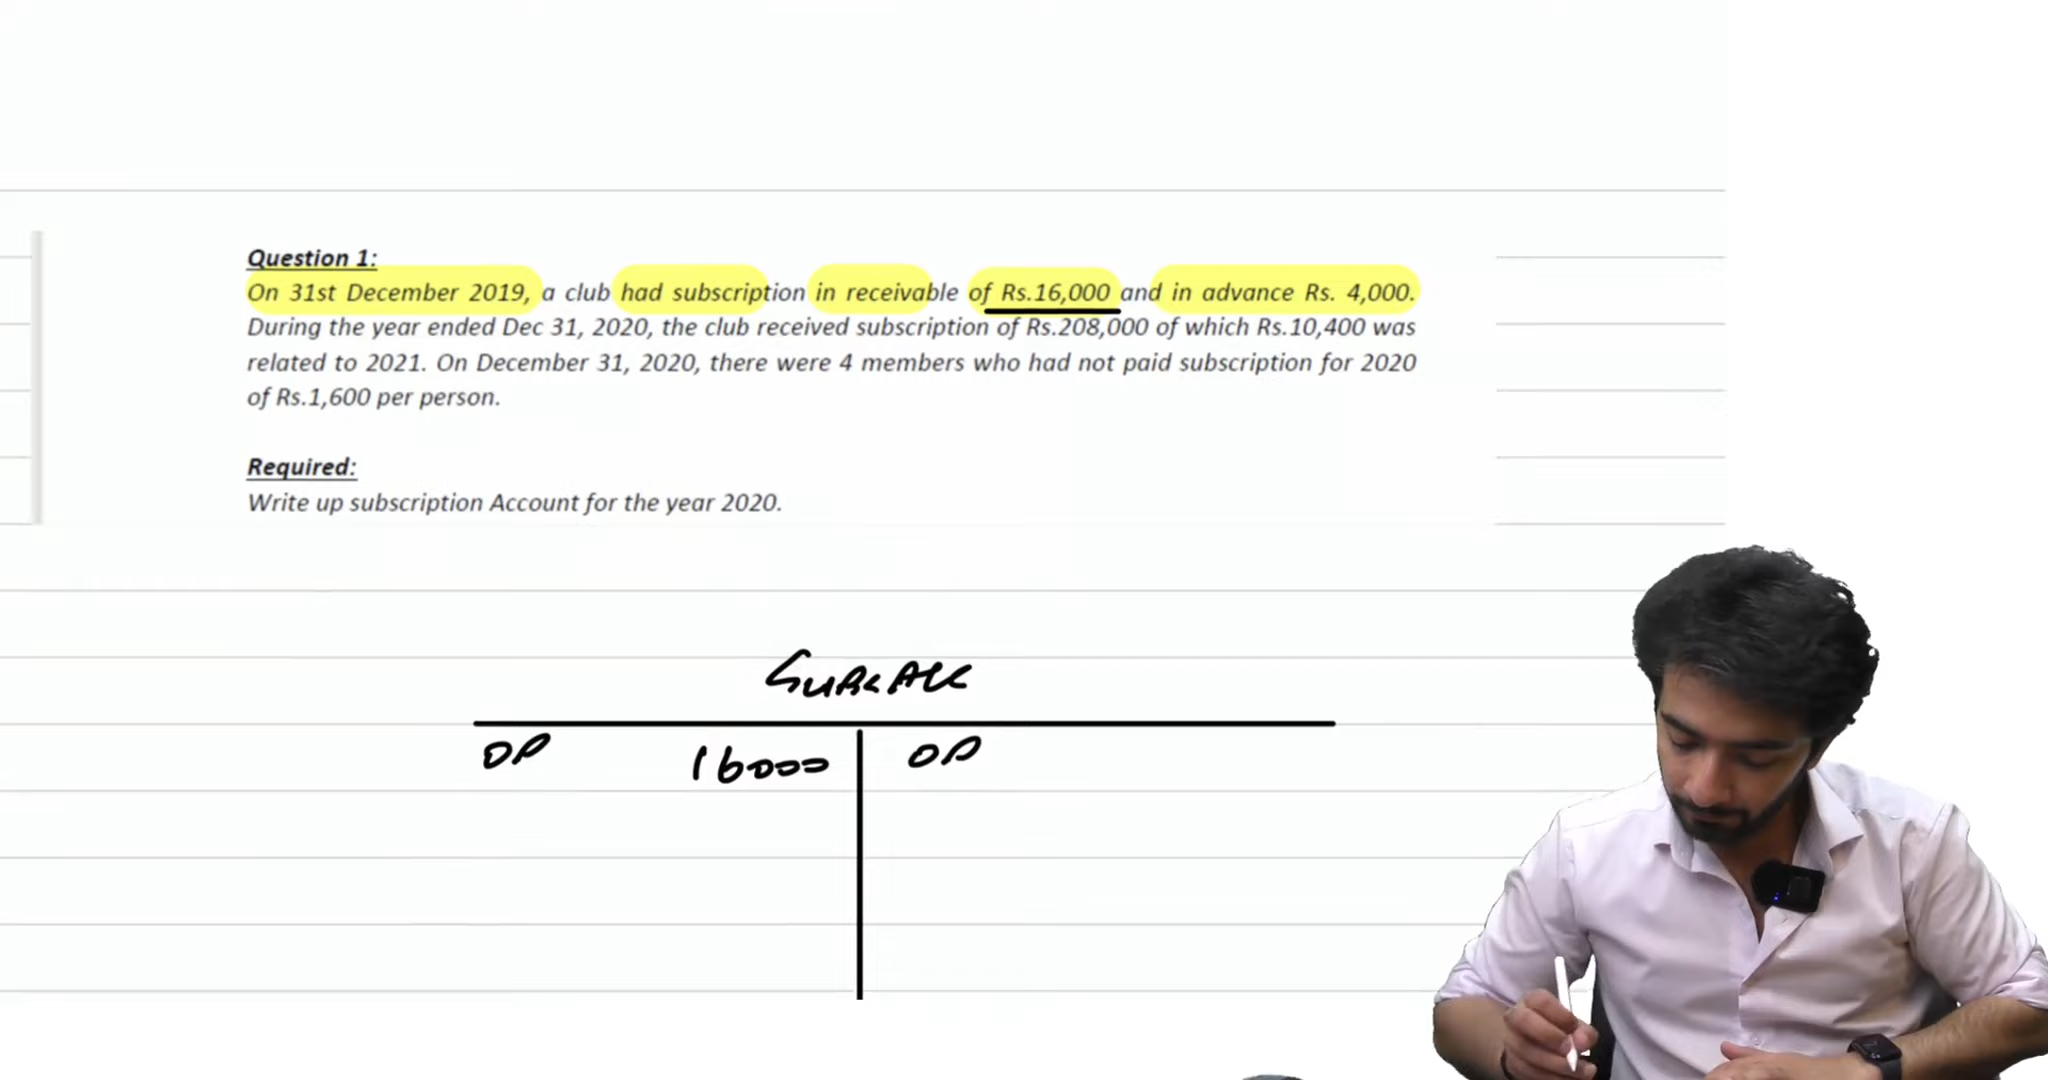 Question 1:
On 31st December 2019, a club had subscription in receivable of Rs.16,000 and in advance Rs. 4,000.
During the year ended Dec 31, 2020, the club received subscription of Rs.208,000 of which Rs.10,400 was
related to 2021. On December 31, 2020, there were 4 members who had not paid subscription for 2020
of Rs.1,600 per person.
Required:
Write up subscription Account for the year 2020.
OP 16000 OP